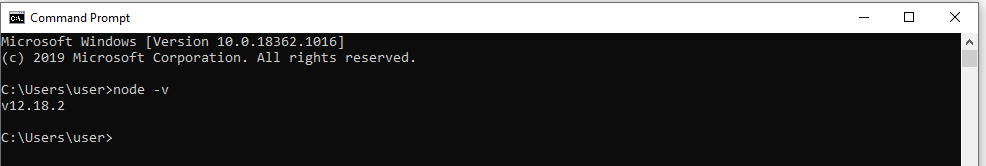 Command Prompt
Microsoft Windows [Version 10.0.18362.1016]
(c) 2019 Microsoft Corporation. All rights reserved.
C:\Users\user>node -v
v12.18.2
C:\Users\user>